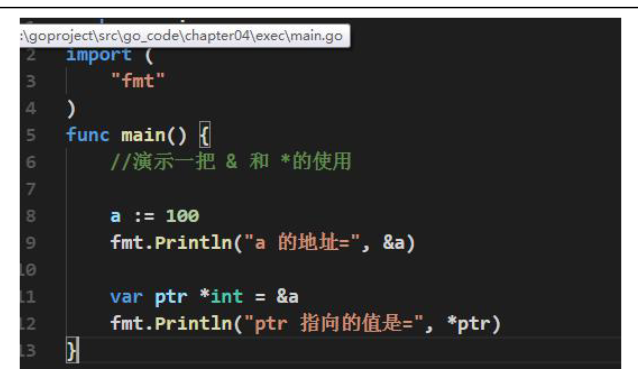 :\goproject\src\go_code\chapter04\exec\main.go
2 import (
3 "fmt"
4 )
5 func main() {
6 //演示一把 & 和 *的使用
7
8 a := 100
9 fmt.Println("a 的地址=", &a)
10
11 var ptr *int = &a
12 fmt.Println("ptr 指向的值是=", *ptr)
13 }